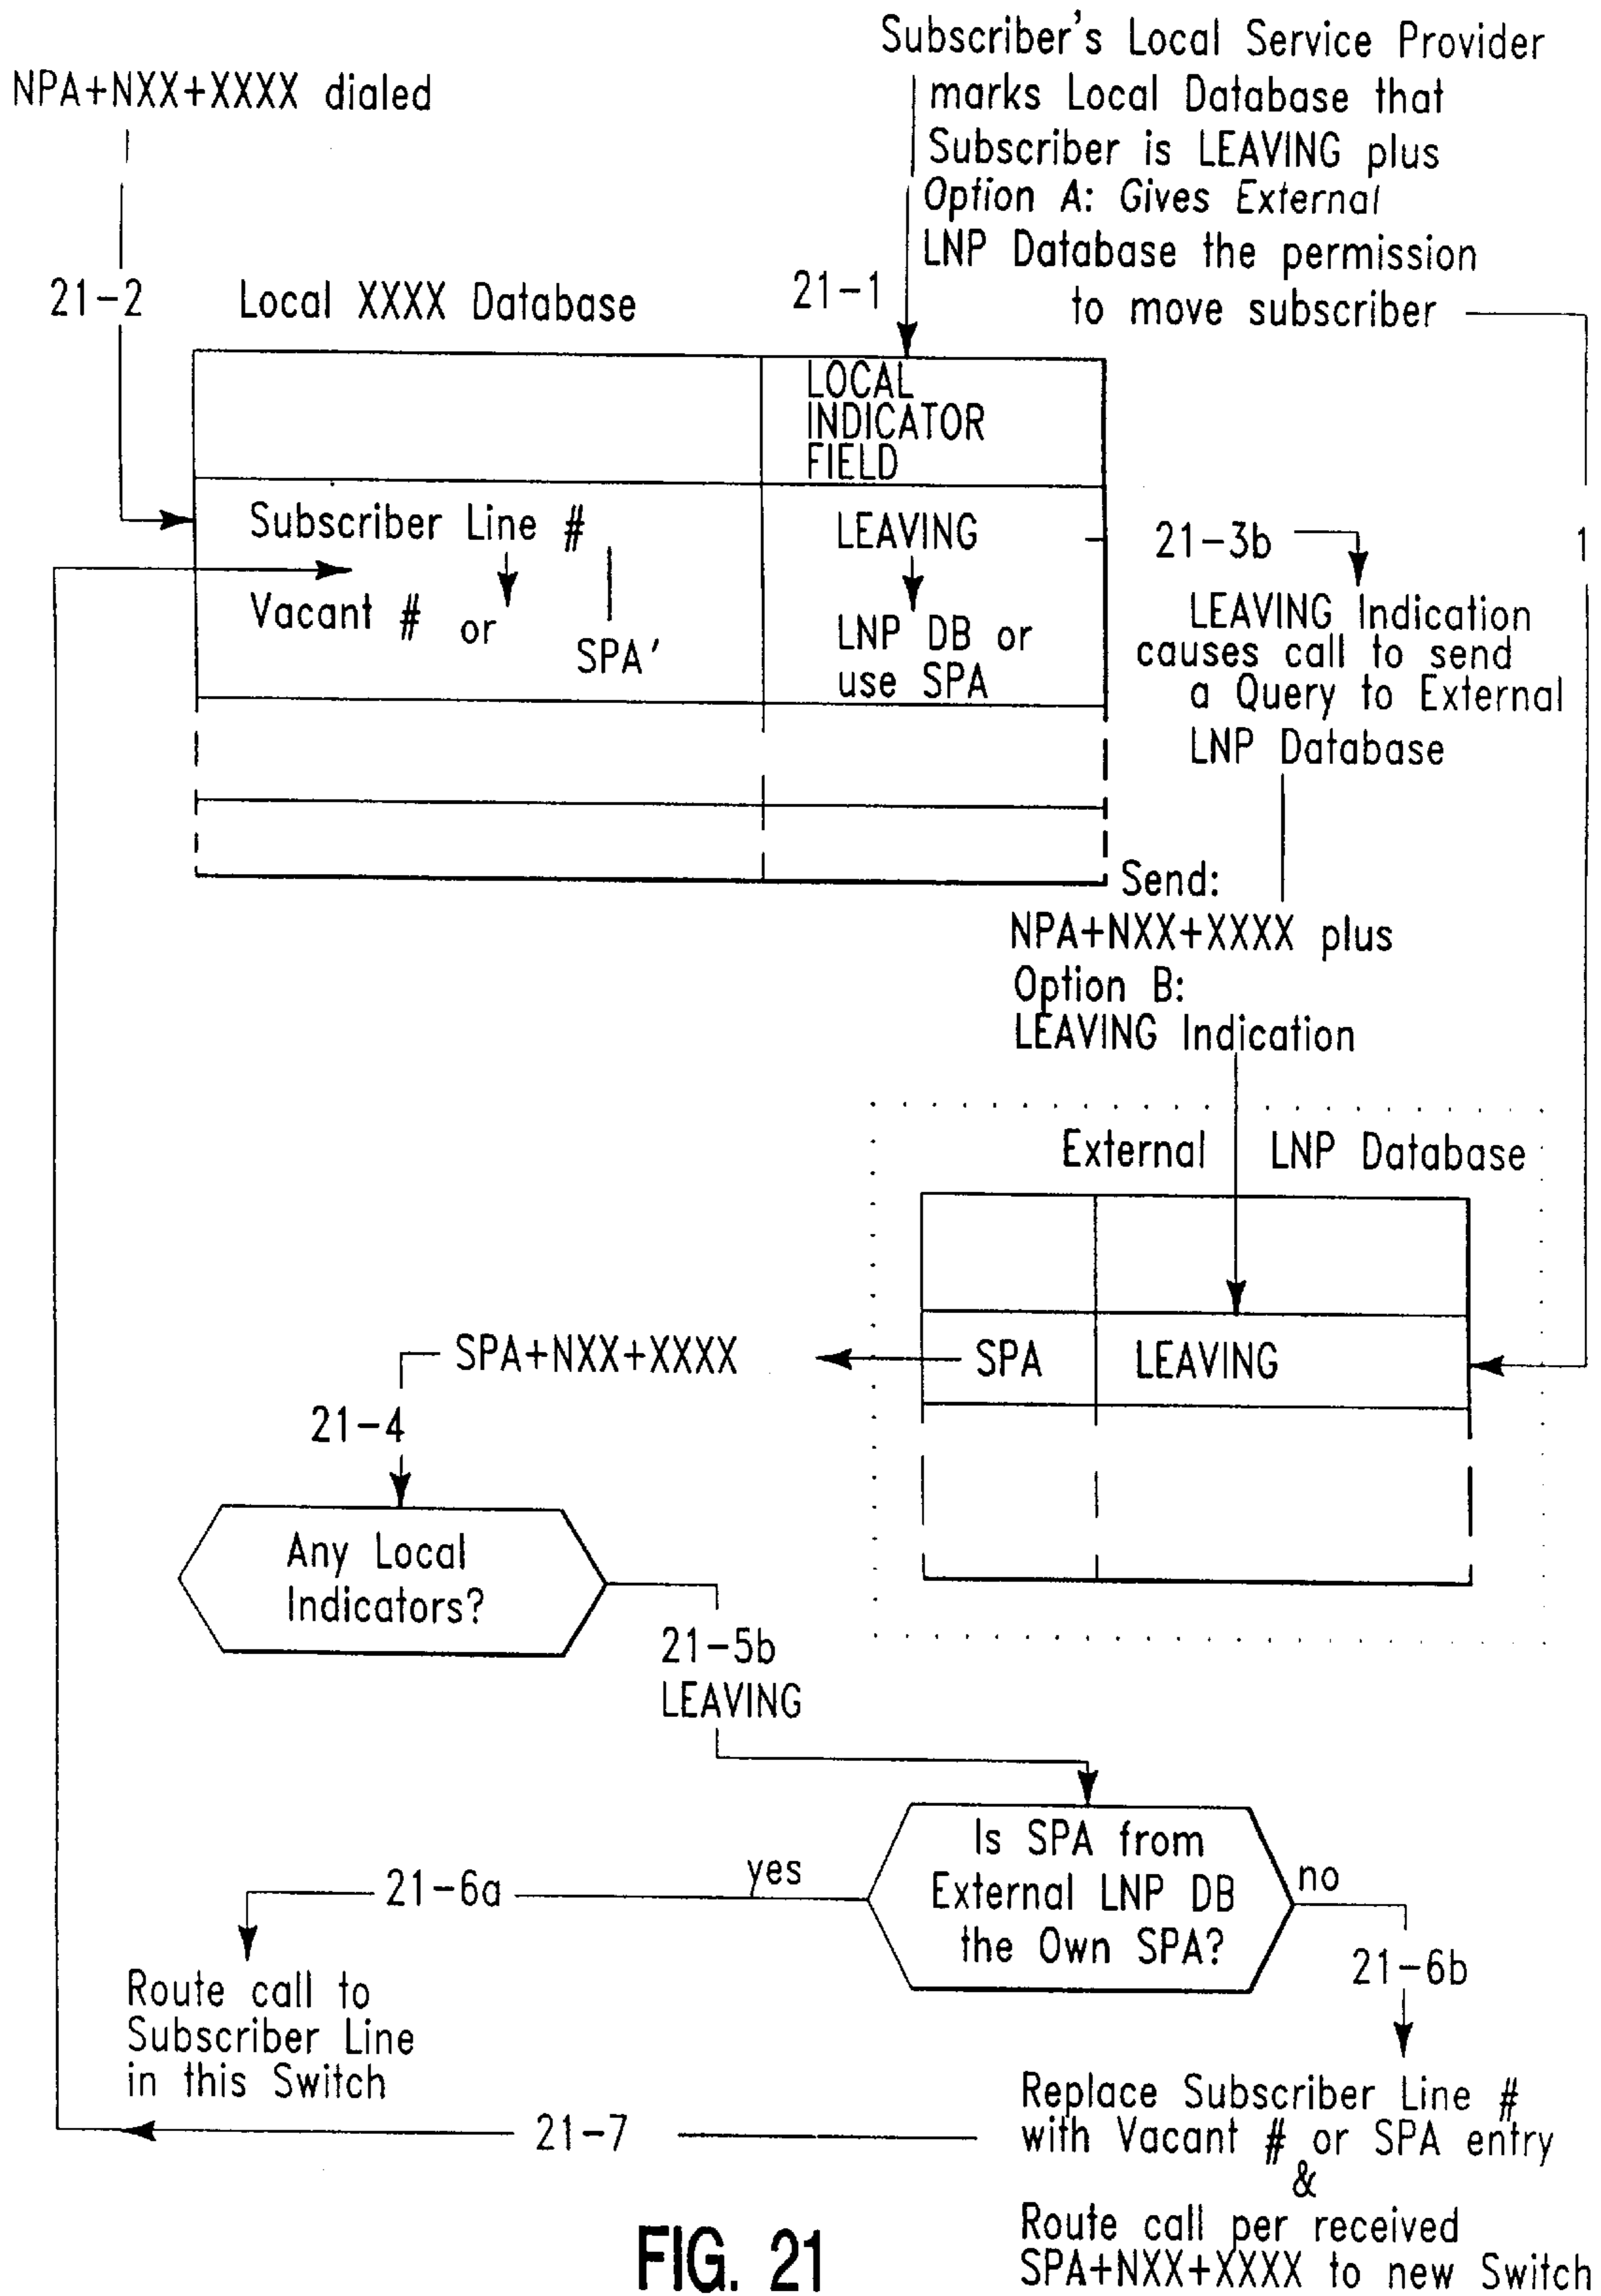 Subscriber's Local Service Provider
marks Local Database that
Subscriber is LEAVING plus
Option A: Gives External
LNP Database the permission
to move subscriber
NPA+NXX+XXXX dialed
21-2
Local XXXX Database
21-1
LOCAL
INDICATOR
FIELD
Subscriber Line #
Vacant # or
SPA'
LEAVING
LNP DB or
use SPA
21-3b
1
LEAVING Indication
causes call to send
a Query to External
LNP Database
Send:
NPA+NXX+XXXX plus
Option B:
LEAVING Indication
External LNP Database
SPA LEAVING
SPA+NXX+XXXX
21-4
Any Local
Indicators?
21-5b
LEAVING
Is SPA from
External LNP DB
the Own SPA?
yes
no
21-6a
21-6b
Route call to
Subscriber Line
in this Switch
Replace Subscriber Line #
with Vacant # or SPA entry
&
Route call per received
SPA+NXX+XXXX to new Switch
21-7
FIG. 21